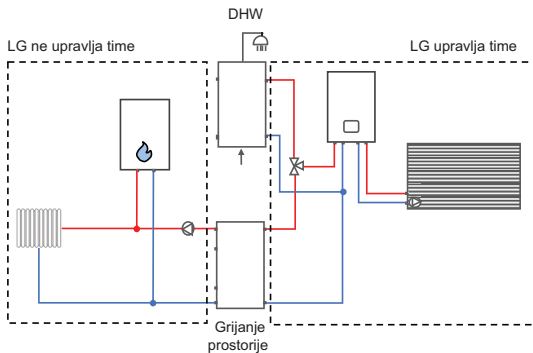 DHW
LG ne upravlja time
LG upravlja time
Grijanje
prostorije